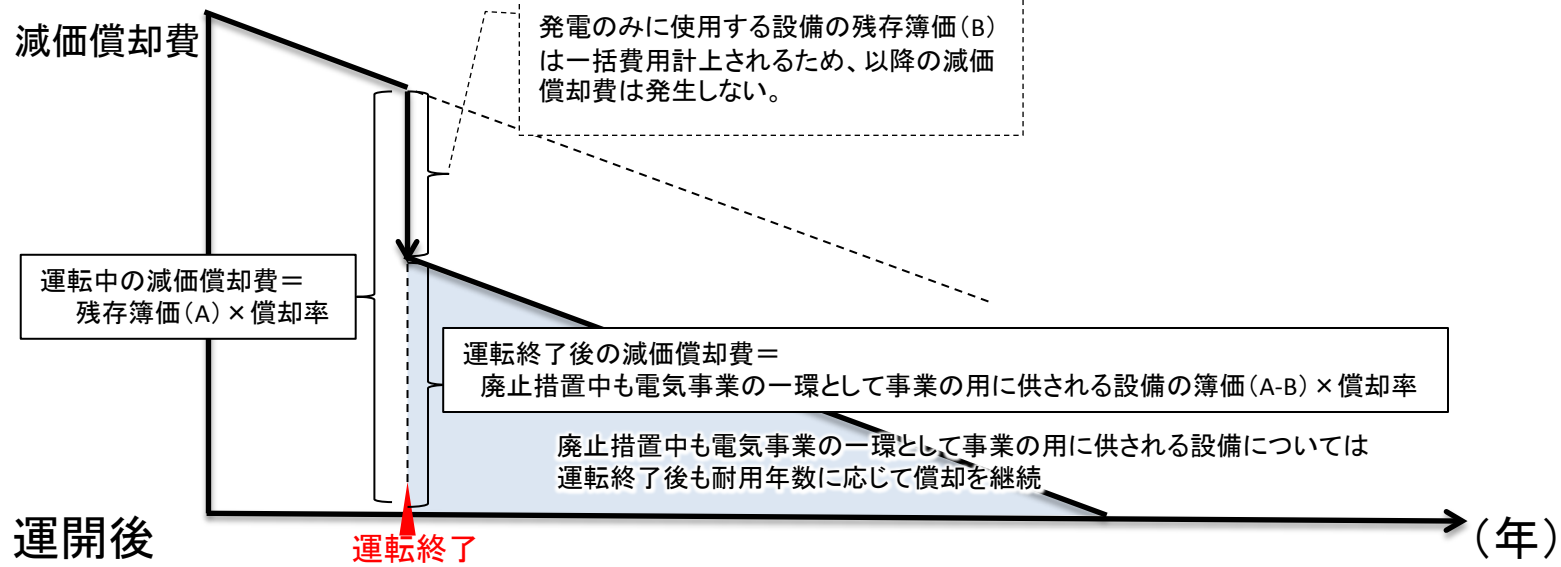 減価償却費
発電のみに使用する設備の残存簿価（B）
は一括費用計上されるため、以降の減価
償却費は発生しない。
運転中の減価償却費＝
残存簿価（A）×償却率
運転終了後の減価償却費＝
廃止措置中も電気事業の一環として事業の用に供される設備の簿価（A-B）×償却率
廃止措置中も電気事業の一環として事業の用に供される設備については
運転終了後も耐用年数に応じて償却を継続
運開後
運転終了
（年）